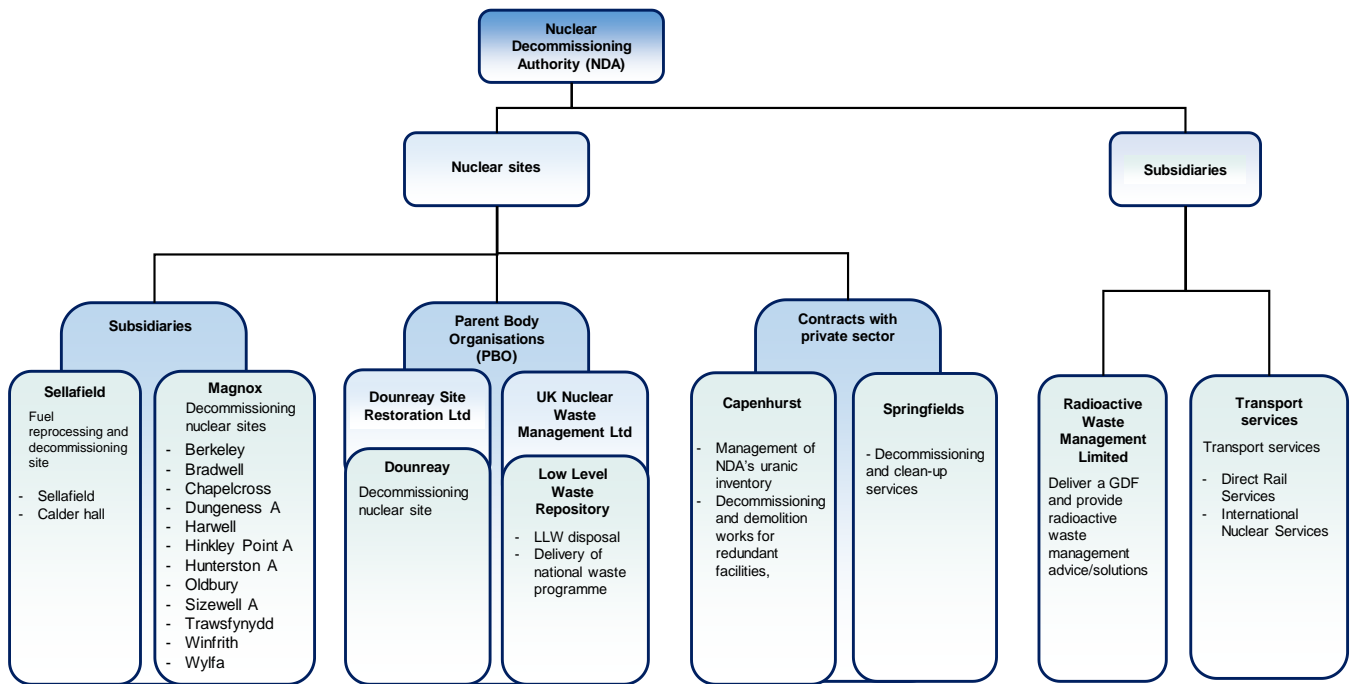 Nuclear
Decommissioning
Authority (NDA)
Nuclear sites
Subsidiaries
Subsidiaries
Parent Body
Organisations
(PBO)
Contracts with
private sector
Sellafield
Fuel
reprocessing and
decommissioning
site
- Sellafield
- Calder hall
Magnox
Decommissioning
nuclear sites
- Berkeley
- Bradwell
- Chapelcross
- Dungeness A
- Harwell
- Hinkley Point A
- Hunterston A
- Oldbury
- Sizewell A
- Trawsfynydd
- Winfrith
- Wylfa
Dounreay Site
Restoration Ltd
Dounreay
Decommissioning
nuclear site
UK Nuclear
Waste
Management Ltd
Low Level
Waste
Repository
- LLW disposal
- Delivery of
national waste
programme
Capenhurst
- Management of
NDA's uranic
inventory
- Decommissioning
and demolition
works for
redundant
facilities,
Springfields
- Decommissioning
and clean-up
services
Radioactive
Waste
Management
Limited
Deliver a GDF
and provide
radioactive
waste
management
advice/solutions
Transport
services
Transport services
- Direct Rail
Services
- International
Nuclear Services